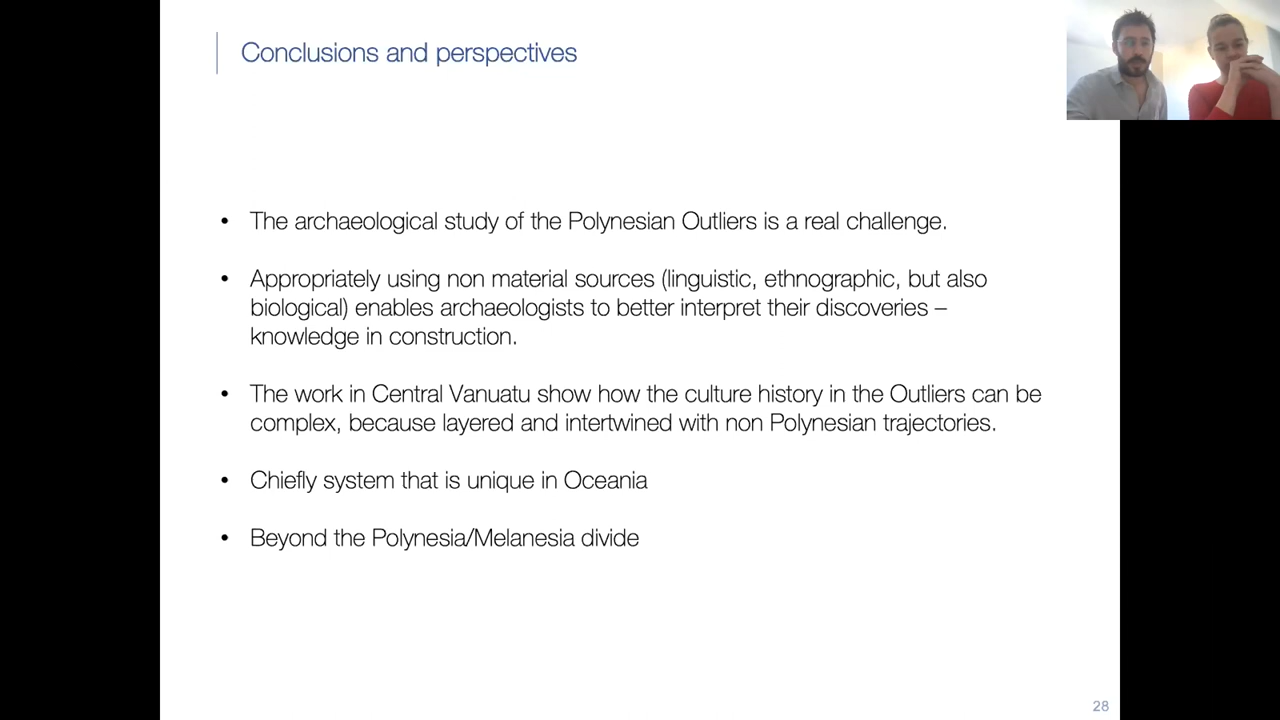 Conclusions and perspectives
• The archaeological study of the Polynesian Outliers is a real challenge.
• Appropriately using non material sources (linguistic, ethnographic, but also
biological) enables archaeologists to better interpret their discoveries –
knowledge in construction.
• The work in Central Vanuatu show how the culture history in the Outliers can be
complex, because layered and intertwined with non Polynesian trajectories.
• Chiefly system that is unique in Oceania
• Beyond the Polynesia/Melanesia divide
28